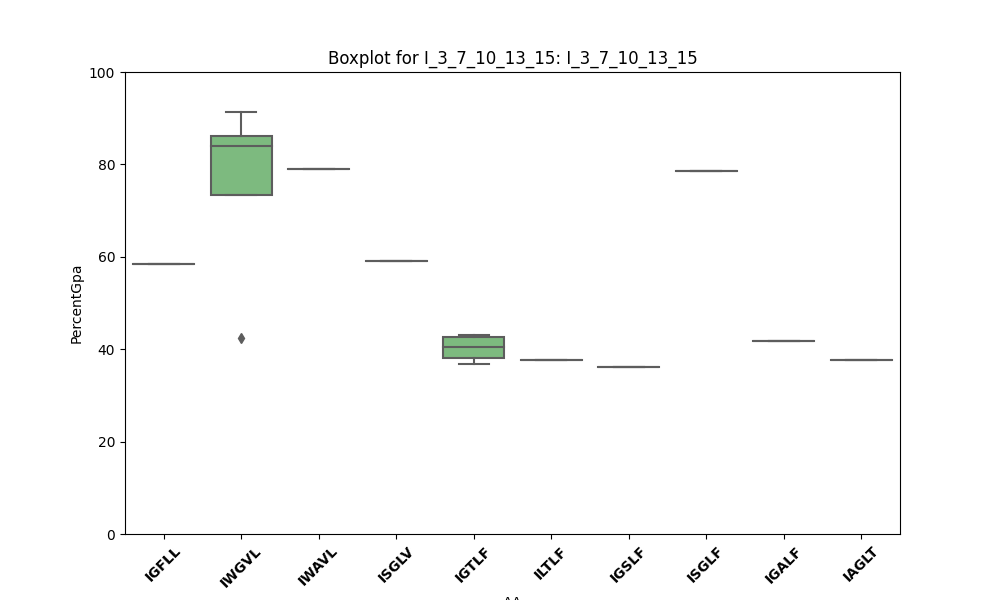 Boxplot for I_3_7_10_13_15: I_3_7_10_13_15
100
80
60
40
20
0
PercentGpa
IGFLL
IWGVL
IWAVL
ISGLV
IGTLF
ILTLF
IGSLF
ISGLF
IGALF
IAGLT